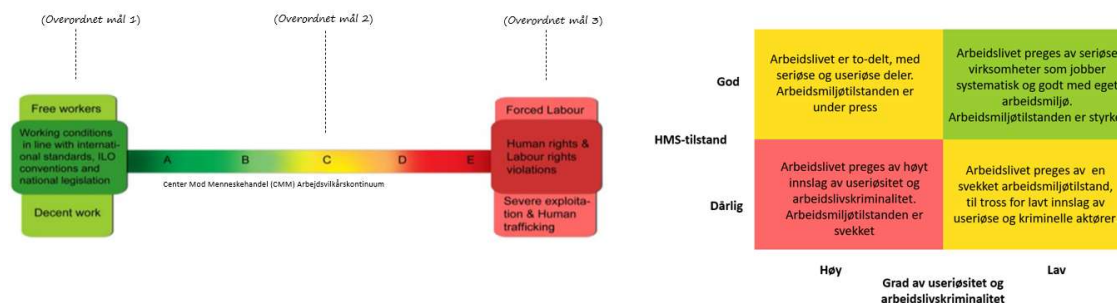 (Overordnet mål 1)
(Overordnet mål 2)
(Overordnet mål 3)
Free workers
Working conditions
in line with internati-
onal standards, ILO
conventions and
national legislation
Decent work
A B C D E
Center Mod Menneskehandel (CMM) Arbejdsvilkårskontinuum
Forced Labour
Human rights &
Labour rights
violations
Severe exploita-
tion & Human
trafficking
God
HMS-tilstand
Dårlig
Arbeidslivet er to-delt, med
seriøse og useriøse deler.
Arbeidsmiljøtilstanden er
under press
Arbeidslivet preges av seriøse
virksomheter som jobber
systematisk og godt med eget
arbeidsmiljø.
Arbeidsmiljøtilstanden er styrke
Arbeidslivet preges av høyt
innslag av useriøsitet og
arbeidslivskriminalitet.
Arbeidsmiljøtilstanden er
svekket
Arbeidslivet preges av en
svekket arbeidsmiljøtilstand,
til tross for lavt innslag av
useriøse og kriminelle aktører
Høy
Lav
Grad av useriøsitet og
arbeidslivskriminalitet